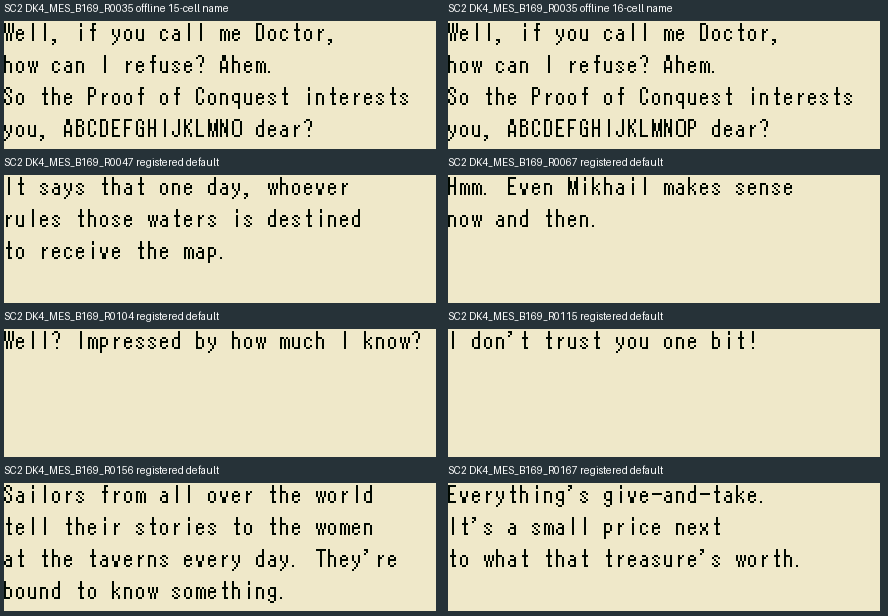 SC2 DK4_MES_B169_R0035 offline 15-cell name
Well, if you call me Doctor,
how can I refuse? Ahem.
So the Proof of Conquest interests
you, ABCDEFGHIJKLMNO dear?
SC2 DK4_MES_B169_R0035 offline 16-cell name
Well, if you call me Doctor,
how can I refuse? Ahem.
So the Proof of Conquest interests
you, ABCDEFGHIJKLMNOP dear?
SC2 DK4_MES_B169_R0047 registered default
It says that one day, whoever
rules those waters is destined
to receive the map.
SC2 DK4_MES_B169_R0067 registered default
Hmm. Even Mikhail makes sense
now and then.
SC2 DK4_MES_B169_R0104 registered default
Well? Impressed by how much I know?
SC2 DK4_MES_B169_R0115 registered default
I don't trust you one bit!
SC2 DK4_MES_B169_R0156 registered default
Sailors from all over the world
tell their stories to the women
at the taverns every day. They're
bound to know something.
SC2 DK4_MES_B169_R0167 registered default
Everything's give-and-take.
It's a small price next
to what that treasure's worth.